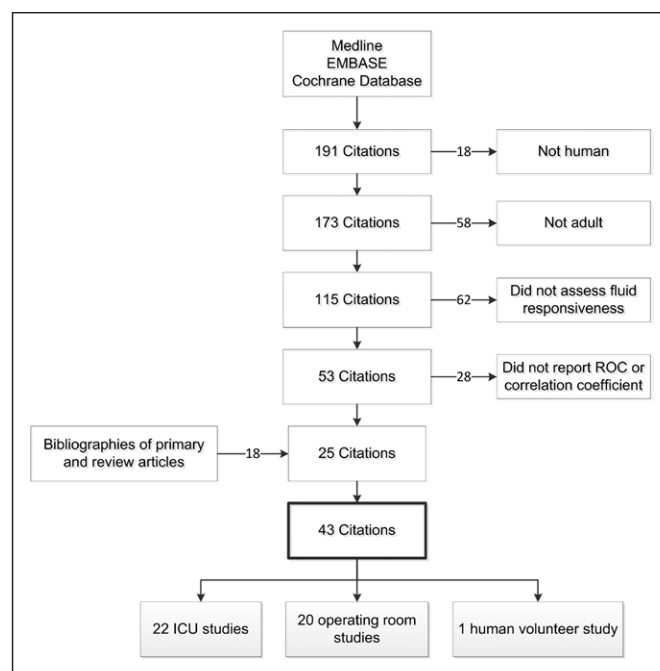 Medline
EMBASE
Cochrane Database
191 Citations
18
Not human
173 Citations
58
Not adult
115 Citations
62
Did not assess fluid
responsiveness
53 Citations
28
Did not report ROC or
correlation coefficient
Bibliographies of primary
and review articles
18
25 Citations
43 Citations
22 ICU studies
20 operating room
studies
1 human volunteer study